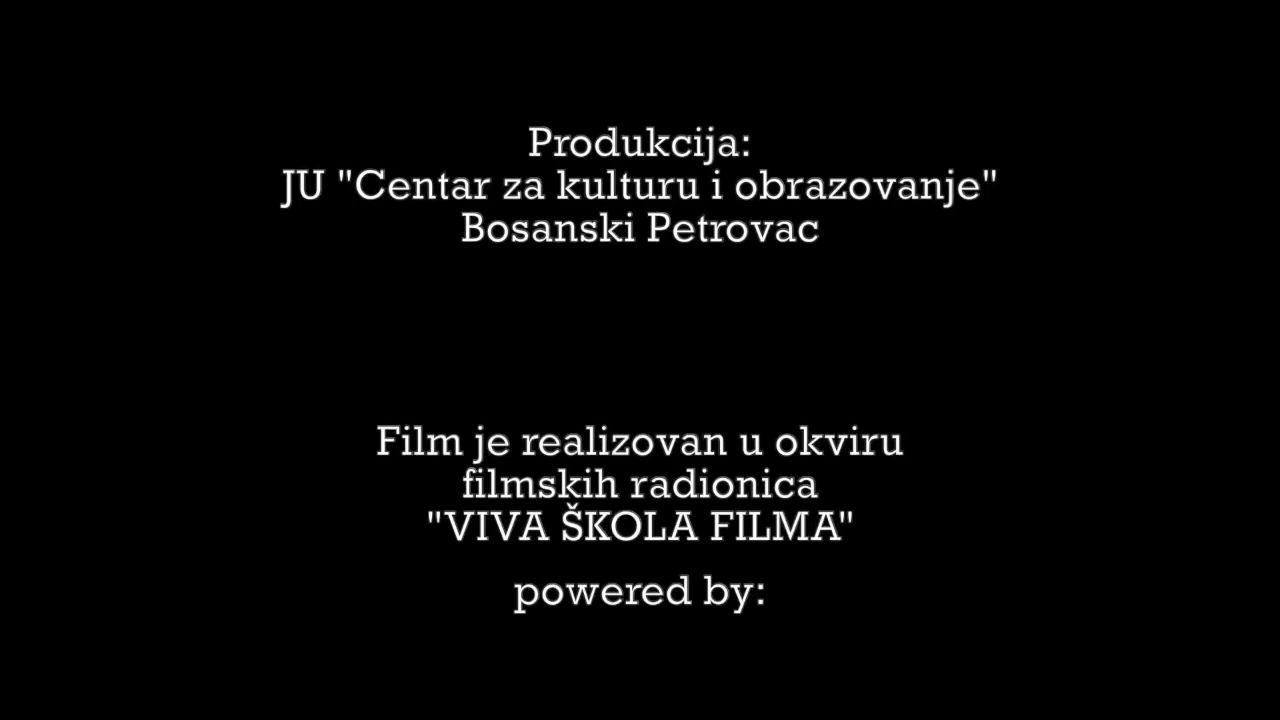 Produkcija:
JU "Centar za kulturu i obrazovanje"
Bosanski Petrovac
Film je realizovan u okviru
filmskih radionica
"VIVA ŠKOLA FILMA"
powered by: